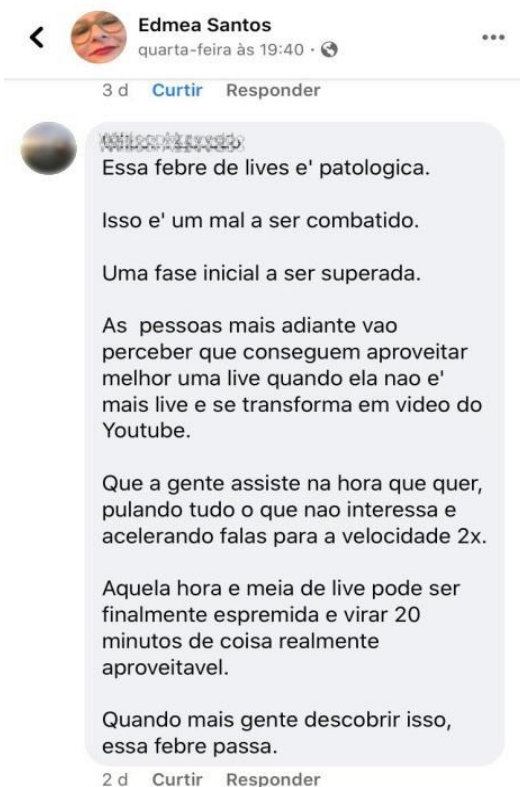 Edmea Santos
quarta-feira às 19:40 ·
3 d Curtir Responder
Essa febre de lives e' patologica.
Isso e' um mal a ser combatido.
Uma fase inicial a ser superada.
As pessoas mais adiante vao
perceber que conseguem aproveitar
melhor uma live quando ela nao e'
mais live e se transforma em video do
Youtube.
Que a gente assiste na hora que quer,
pulando tudo o que nao interessa e
acelerando falas para a velocidade 2x.
Aquela hora e meia de live pode ser
finalmente espremida e virar 20
minutos de coisa realmente
aproveitavel.
Quando mais gente descobrir isso,
essa febre passa.
2 d Curtir Responder